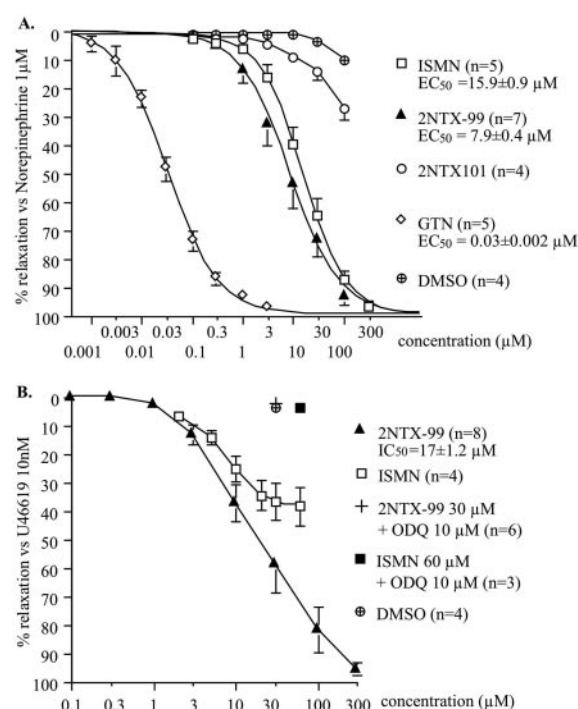 A.
% relaxation vs Norepinephrine 1µM
0
10
20
30
40
50
60
70
80
90
100
0.003 0.03 0.3 3 30 300
0.001 0.01 0.1 1 10 100
concentration (µM)
ISMN (n=5)
EC50 =15.9±0.9 µM
2NTX-99 (n=7)
EC50 = 7.9±0.4 µM
2NTX101 (n=4)
GTN (n=5)
EC50 = 0.03±0.002 µM
DMSO (n=4)
B.
% relaxation vs U46619 10nM
0
10
20
30
40
50
60
70
80
90
100
0.1 0.3 1 3 10 30 100 300
concentration (µM)
2NTX-99 (n=8)
IC50=17±1.2 µM
ISMN (n=4)
2NTX-99 30 µM
+ ODQ 10 µM (n=6)
ISMN 60 µM
+ ODQ 10 µM (n=3)
DMSO (n=4)